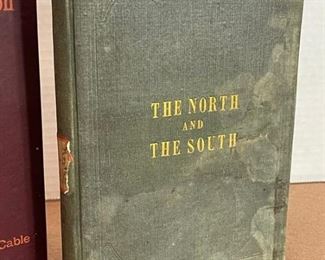 Cable
THE NORTH
AND
THE SOUTH